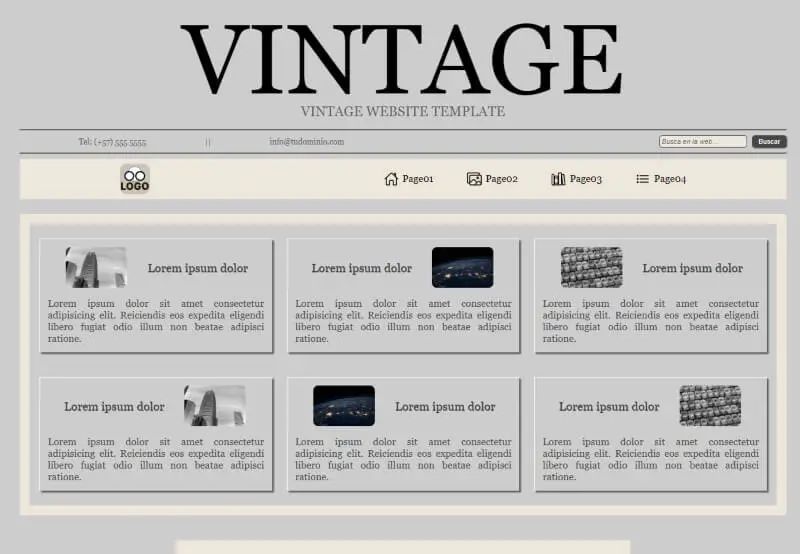 VINTAGE
VINTAGE WEBSITE TEMPLATE
Tel: (+57) 555 5555 || info@tudominio.com Busca en la web... Buscar
LOGO Page01 Page02 Page03 Page04
Lorem ipsum dolor
Lorem ipsum dolor sit amet consectetur
adipisicing elit. Reiciendis eos expedita eligendi
libero fugiat odio illum non beatae adipisci
ratione.
Lorem ipsum dolor
Lorem ipsum dolor sit amet consectetur
adipisicing elit. Reiciendis eos expedita eligendi
libero fugiat odio illum non beatae adipisci
ratione.
Lorem ipsum dolor
Lorem ipsum dolor sit amet consectetur
adipisicing elit. Reiciendis eos expedita eligendi
libero fugiat odio illum non beatae adipisci
ratione.
Lorem ipsum dolor
Lorem ipsum dolor sit amet consectetur
adipisicing elit. Reiciendis eos expedita eligendi
libero fugiat odio illum non beatae adipisci
ratione.
Lorem ipsum dolor
Lorem ipsum dolor sit amet consectetur
adipisicing elit. Reiciendis eos expedita eligendi
libero fugiat odio illum non beatae adipisci
ratione.
Lorem ipsum dolor
Lorem ipsum dolor sit amet consectetur
adipisicing elit. Reiciendis eos expedita eligendi
libero fugiat odio illum non beatae adipisci
ratione.